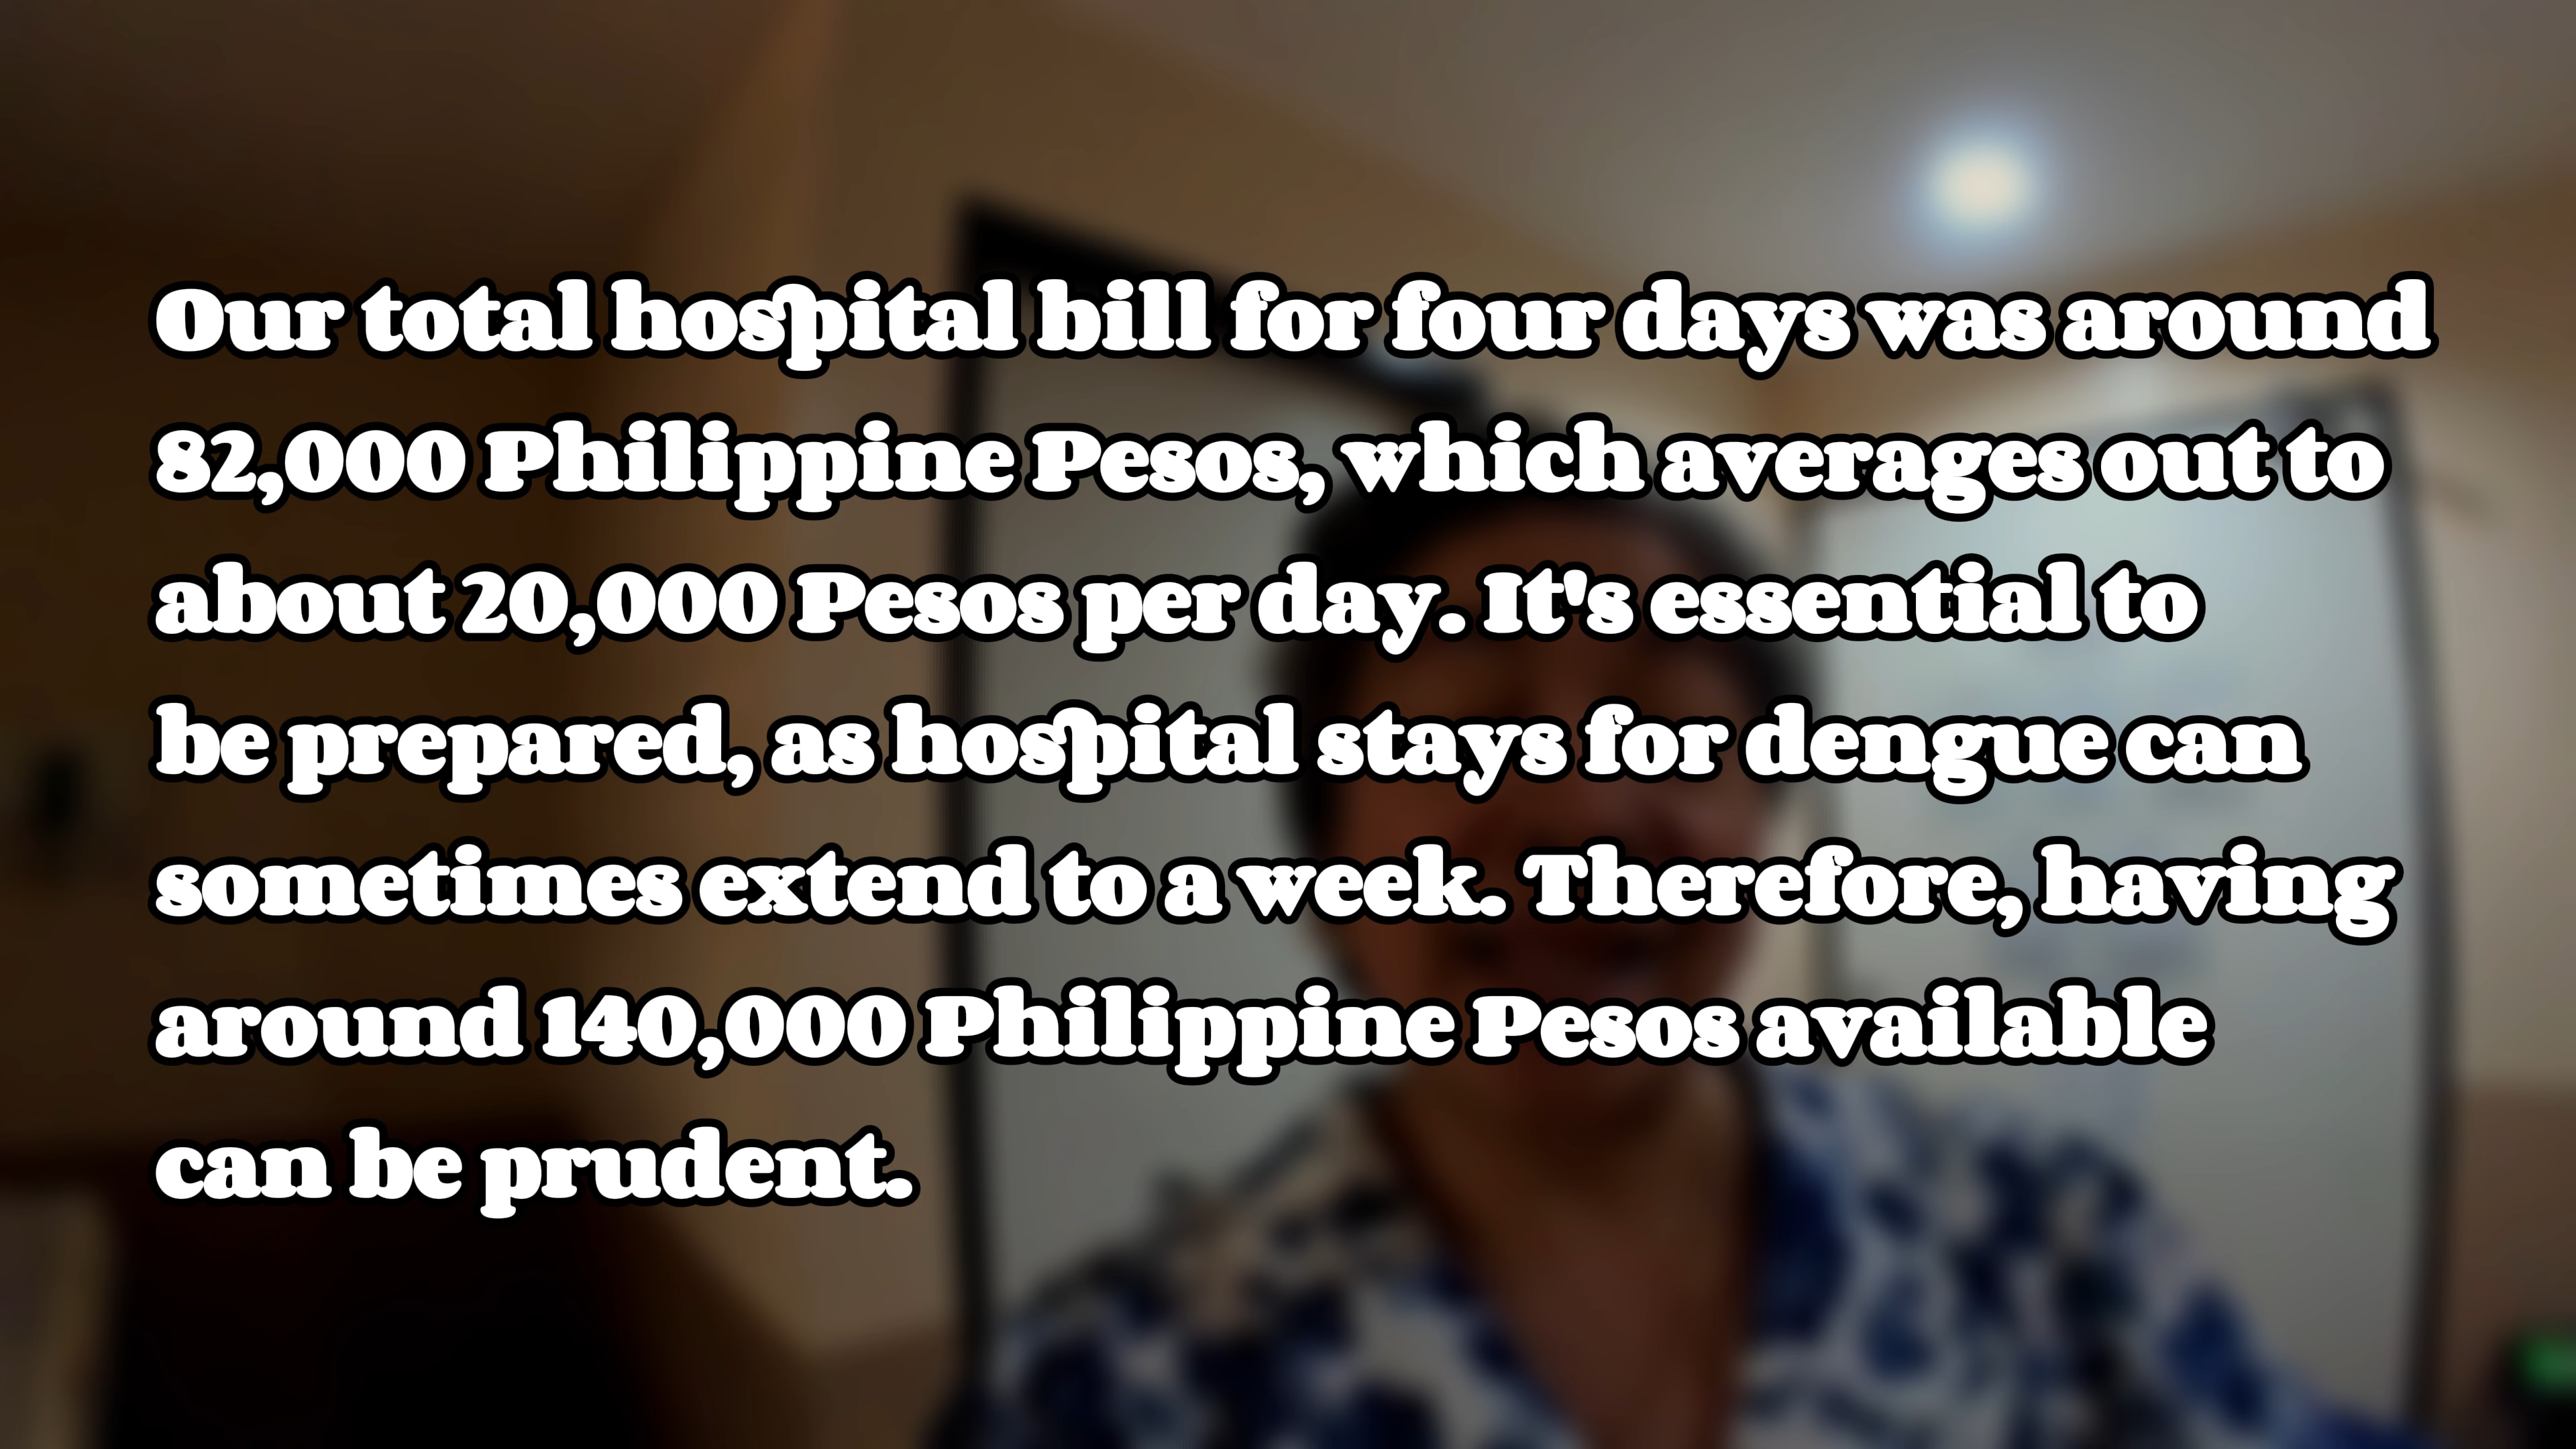 Our total hospital bill for four days was around
82,000 Philippine Pesos, which averages out to
about 20,000 Pesos per day. It's essential to
be prepared, as hospital stays for dengue can
sometimes extend to a week. Therefore, having
around 140,000 Philippine Pesos available
can be prudent.